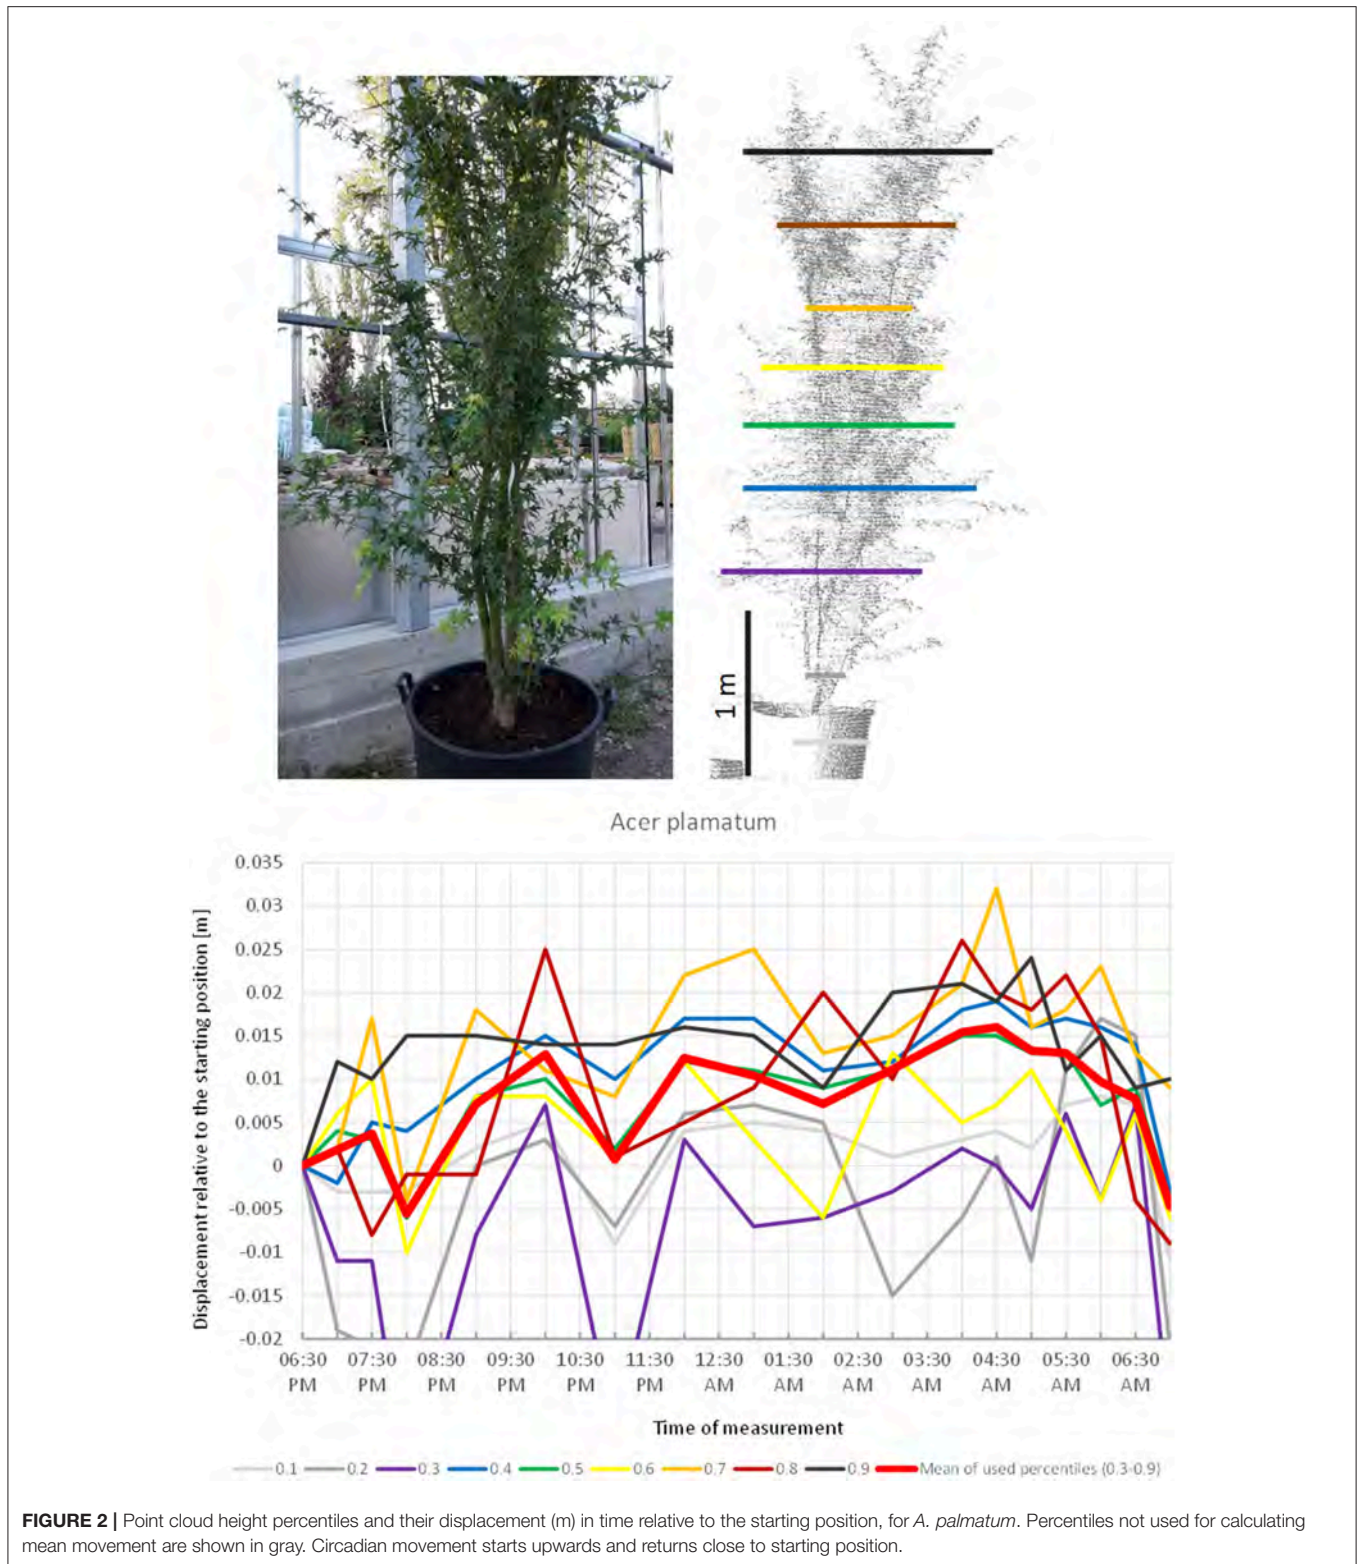 1 m
Acer plamatum
0.035
0.03
0.025
0.02
0.015
0.01
0.005
0
-0.005
-0.01
-0.015
-0.02
Displacement relative to the starting position [m]
06:30 07:30 08:30 09:30 10:30 11:30 12:30 01:30 02:30 03:30 04:30 05:30 06:30
PM PM PM PM PM PM AM AM AM AM AM AM AM
Time of measurement
0.1 0.2 0.3 0.4 0.5 0.6 0.7 0.8 0.9 Mean of used percentiles (0.3-0.9)
FIGURE 2 | Point cloud height percentiles and their displacement (m) in time relative to the starting position, for A. palmatum. Percentiles not used for calculating
mean movement are shown in gray. Circadian movement starts upwards and returns close to starting position.